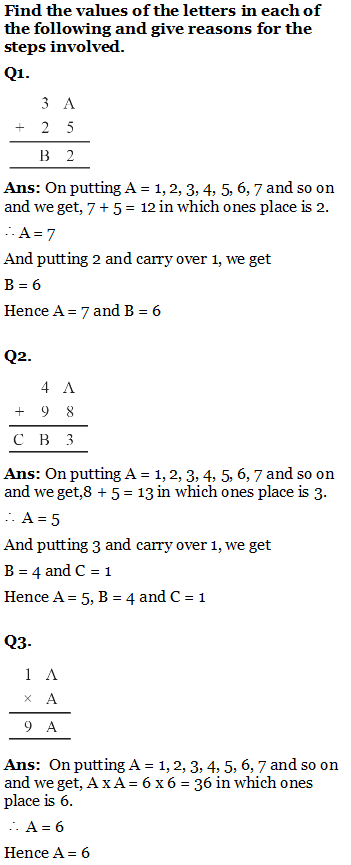 Find the values of the letters in each of
the following and give reasons for the
steps involved.
Q1.
3 A
+ 2 5
B 2
Ans: On putting A = 1, 2, 3, 4, 5, 6, 7 and so on
and we get, 7 + 5 = 12 in which ones place is 2.
∴ A = 7
And putting 2 and carry over 1, we get
B = 6
Hence A = 7 and B = 6
Q2.
4 A
+ 9 8
C B 3
Ans: On putting A = 1, 2, 3, 4, 5, 6, 7 and so on
and we get,8 + 5 = 13 in which ones place is 3.
∴ A = 5
And putting 3 and carry over 1, we get
B = 4 and C = 1
Hence A = 5, B = 4 and C = 1
Q3.
1 A
× A
9 A
Ans: On putting A = 1, 2, 3, 4, 5, 6, 7 and so on
and we get, A x A = 6 x 6 = 36 in which ones
place is 6.
∴ A = 6
Hence A = 6